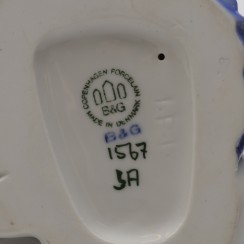 COPENHAGEN PORCELAIN
B&G
MADE IN DENMARK
B&G
1567
3A